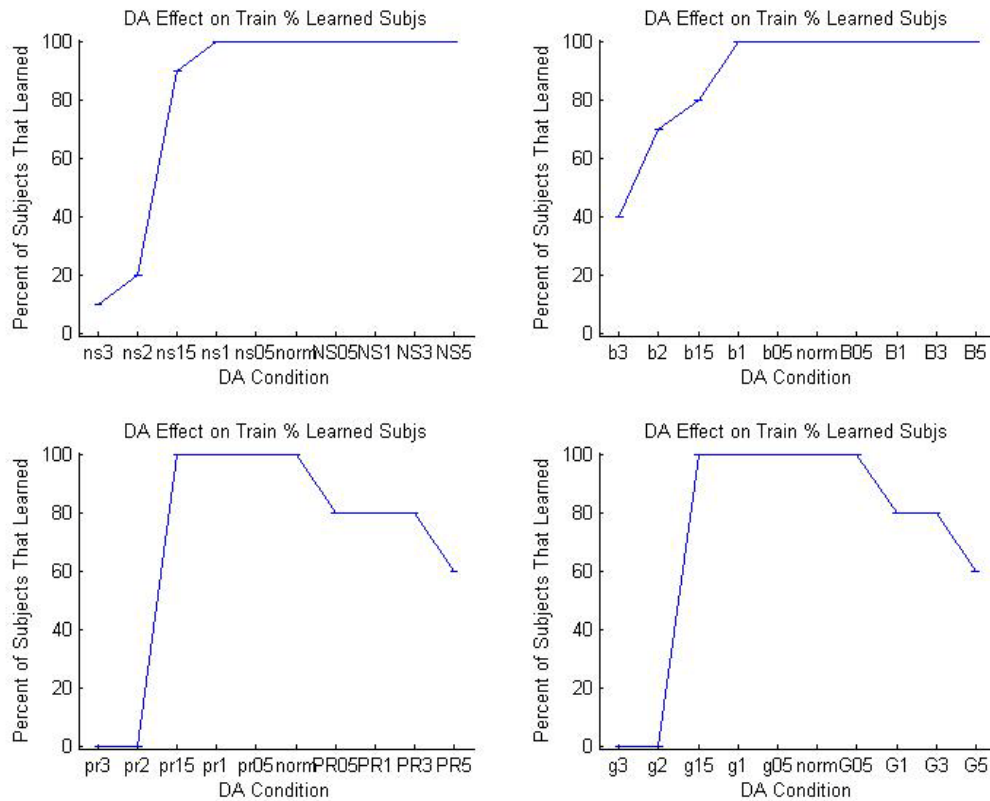 DA Effect on Train % Learned Subjs
Percent of Subjects That Learned
100
80
60
40
20
0
ns3 ns2 ns15 ns1 ns05 norm NS05 NS1 NS3 NS5
DA Condition
DA Effect on Train % Learned Subjs
Percent of Subjects That Learned
100
80
60
40
20
0
b3 b2 b15 b1 b05 norm B05 B1 B3 B5
DA Condition
DA Effect on Train % Learned Subjs
Percent of Subjects That Learned
100
80
60
40
20
0
pr3 pr2 pr15 pr1 pr05 norm PR05 PR1 PR3 PR5
DA Condition
DA Effect on Train % Learned Subjs
Percent of Subjects That Learned
100
80
60
40
20
0
g3 g2 g15 g1 g05 norm G05 G1 G3 G5
DA Condition